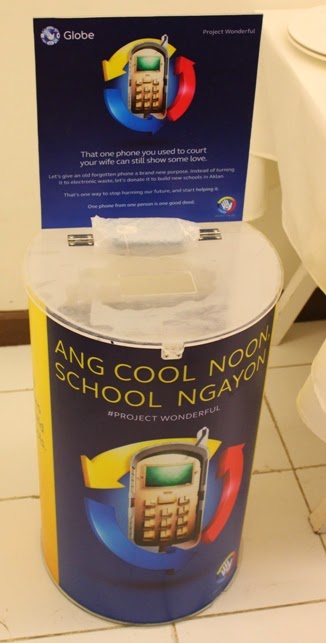 Globe
Project Wonderful
That one phone you used to court
your wife can still show some love.
Let's give an old forgotten phone a brand new purpose. Instead of turning
it to electronic waste, let's donate it to build new schools in Aklan.
That's one way to stop harming our future, and start helping it.
One phone from one person is one good deed.
ANG COOL NOON.
SCHOOL NGAYON
#PROJECT WONDERFUL